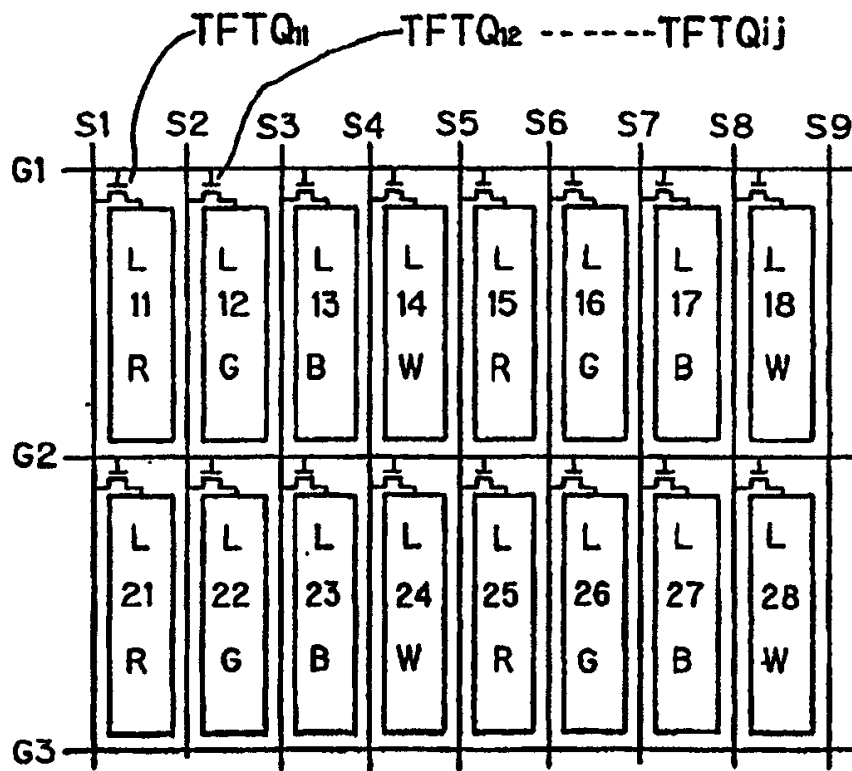 TFTQ11 TFTQ12 ------TFTQij
S1 S2 S3 S4 S5 S6 S7 S8 S9
G1
L L L L L L L L
11 12 13 14 15 16 17 18
R G B W R G B W
G2
L L L L L L L L
21 22 23 24 25 26 27 28
R G B W R G B W
G3